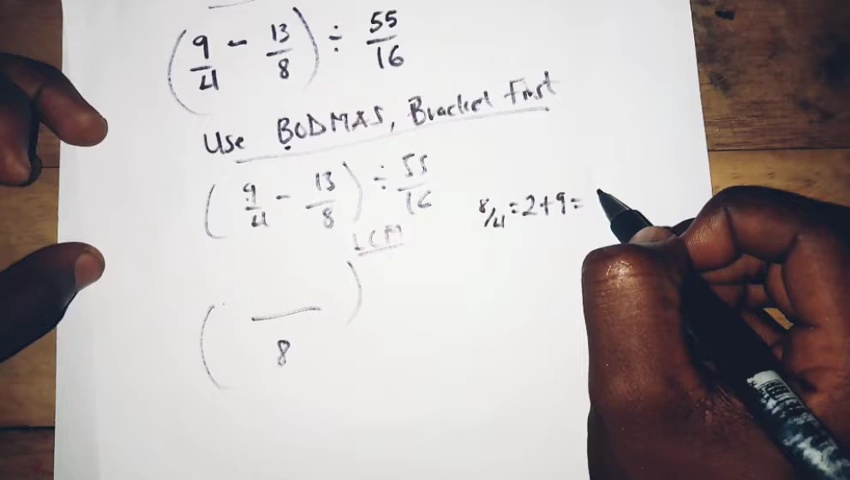 (9/4 - 13/8) ÷ 55/16
Use BODMAS, Bracket First
(9/4 - 13/8) ÷ 55/16
8/4 = 2 + 9 =
LCM
( /8)